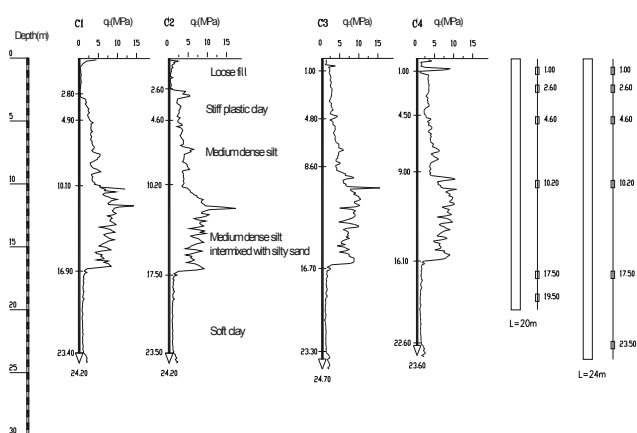 Depth(m)
0
5
10
15
20
25
30
C1 qc(MPa)
5 10 15
2.80
4.90
10.10
16.90
23.40
24.20
C2 qc(MPa)
5 10 15
2.60
4.60
10.20
17.50
23.50
24.20
Loose fill
Stiff plastic clay
Medium dense silt
Medium dense silt
intermixed with silty sand
Soft clay
C3 qc(MPa)
5 10 15
1.00
4.80
8.60
16.70
23.30
24.70
C4 qc(MPa)
5 10 15
1.00
4.50
9.00
16.10
22.60
23.60
1.00
2.60
4.60
10.20
17.50
19.50
L=20m
1.00
2.60
4.60
10.20
17.50
23.50
L=24m